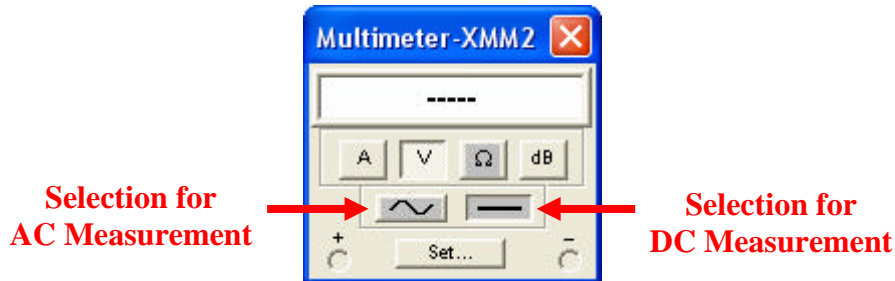 Multimeter-XMM2
-----
A V Ω dB
Selection for
AC Measurement
Selection for
DC Measurement
+ Set... −